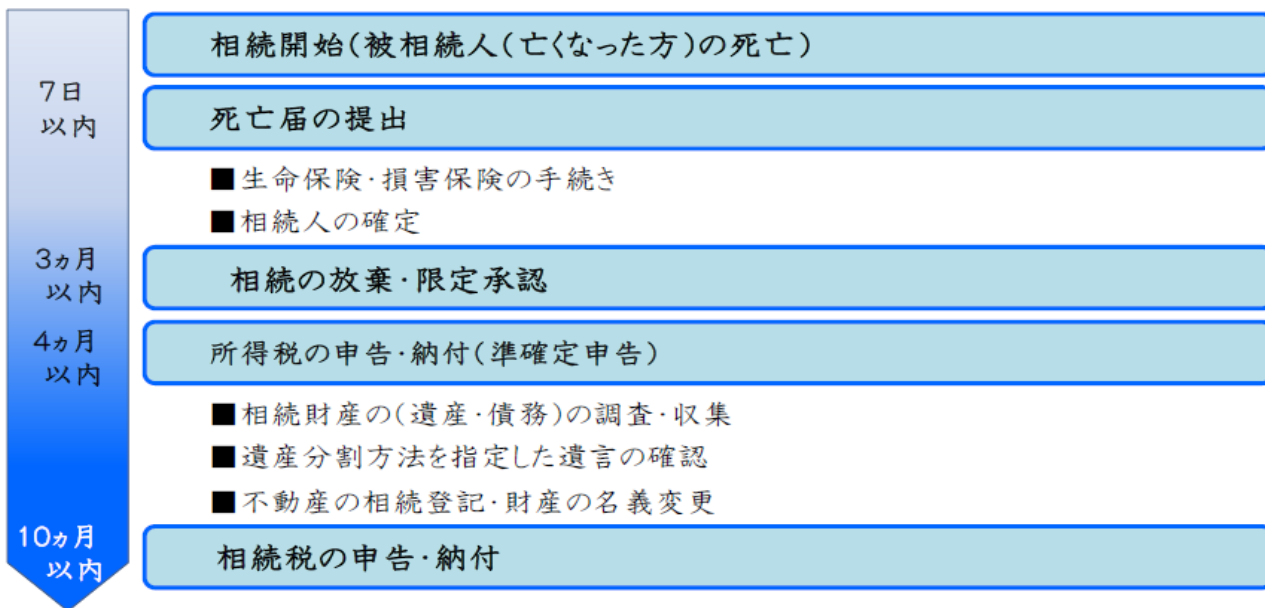 相続開始(被相続人(亡くなった方)の死亡)
7日
以内
死亡届の提出
■生命保険・損害保険の手続き
■相続人の確定
3ヵ月
以内
相続の放棄・限定承認
4ヵ月
以内
所得税の申告・納付(準確定申告)
■相続財産の(遺産・債務)の調査・収集
■遺産分割方法を指定した遺言の確認
■不動産の相続登記・財産の名義変更
10ヵ月
以内
相続税の申告・納付